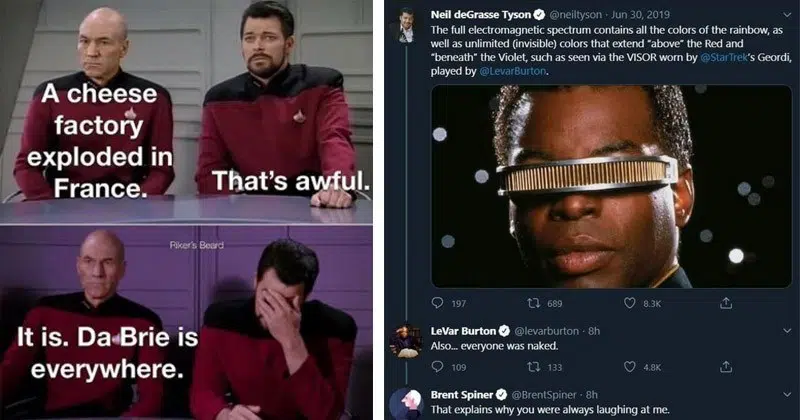 A cheese
factory
exploded in
France.
That's awful.
Riker's Beard
It is. Da Brie is
everywhere.
Neil deGrasse Tyson @neiltyson · Jun 30, 2019
The full electromagnetic spectrum contains all the colors of the rainbow, as
well as unlimited (invisible) colors that extend “above” the Red and
“beneath” the Violet, such as seen via the VISOR worn by @StarTrek’s Geordi,
played by @LevarBurton.
197 689 8.3K
LeVar Burton @levarburton · 8h
Also... everyone was naked.
109 133 4.8K
Brent Spiner @BrentSpiner · 8h
That explains why you were always laughing at me.